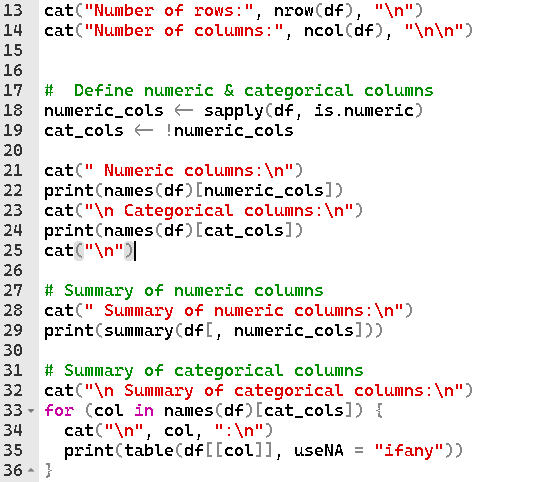 13 cat("Number of rows:", nrow(df), "\n")
14 cat("Number of columns:", ncol(df), "\n\n")
15
16
17 #  Define numeric & categorical columns
18 numeric_cols <- sapply(df, is.numeric)
19 cat_cols <- !numeric_cols
20
21 cat(" Numeric columns:\n")
22 print(names(df)[numeric_cols])
23 cat("\n Categorical columns:\n")
24 print(names(df)[cat_cols])
25 cat("\n")
26
27 # Summary of numeric columns
28 cat(" Summary of numeric columns:\n")
29 print(summary(df[, numeric_cols]))
30
31 # Summary of categorical columns
32 cat("\n Summary of categorical columns:\n")
33 for (col in names(df)[cat_cols]) {
34   cat("\n", col, ":\n")
35   print(table(df[[col]], useNA = "ifany"))
36 }